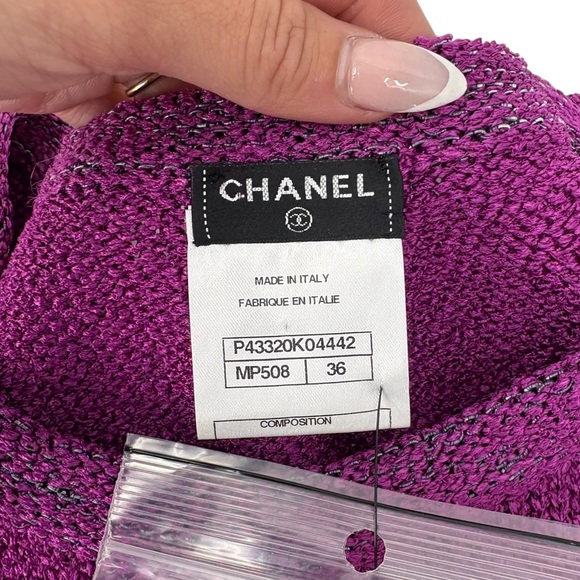 CHANEL
MADE IN ITALY
FABRIQUE EN ITALIE
P43320K04442
MP508 36
COMPOSITION